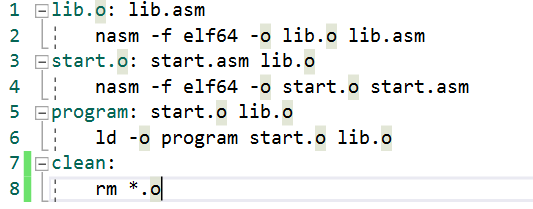 1 lib.o: lib.asm
2     nasm -f elf64 -o lib.o lib.asm
3 start.o: start.asm lib.o
4     nasm -f elf64 -o start.o start.asm
5 program: start.o lib.o
6     ld -o program start.o lib.o
7 clean:
8     rm *.o